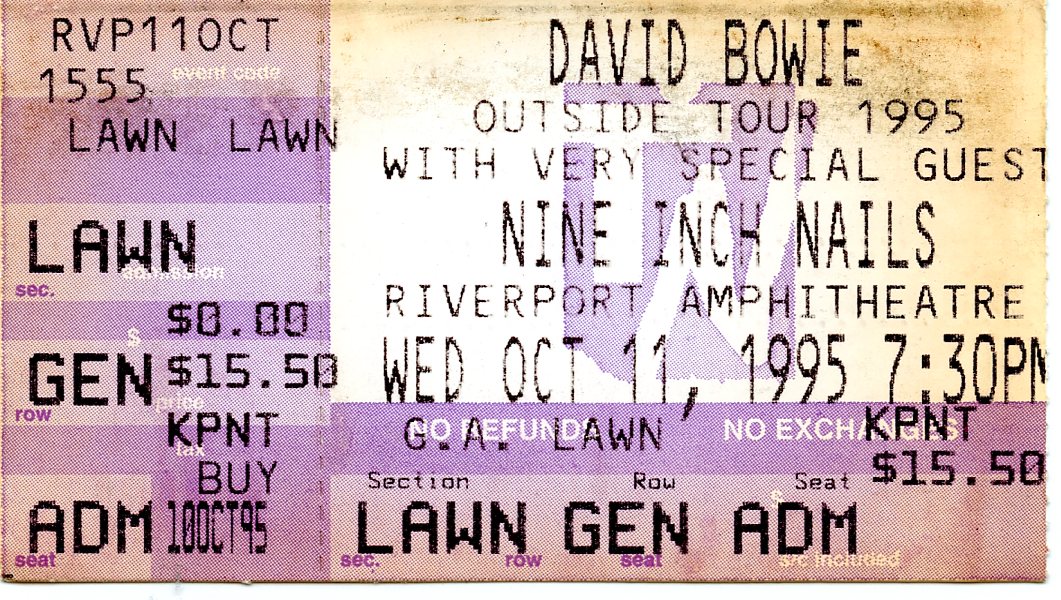 RVP11OCT
1555
event code
LAWN LAWN
LAWN
admission
sec.
$0.00
$
GEN $15.50
price
row
KPNT
tax
BUY
ADM 10OCT95
seat
DAVID BOWIE
OUTSIDE TOUR 1995
WITH VERY SPECIAL GUEST
NINE INCH NAILS
RIVERPORT AMPHITHEATRE
WED OCT 11, 1995 7:30PM
NO REFUNDS NO EXCHANGES
G.A. LAWN KPNT
$15.50
Section Row Seat
$
LAWN GEN ADM
sec. row seat
s/c included